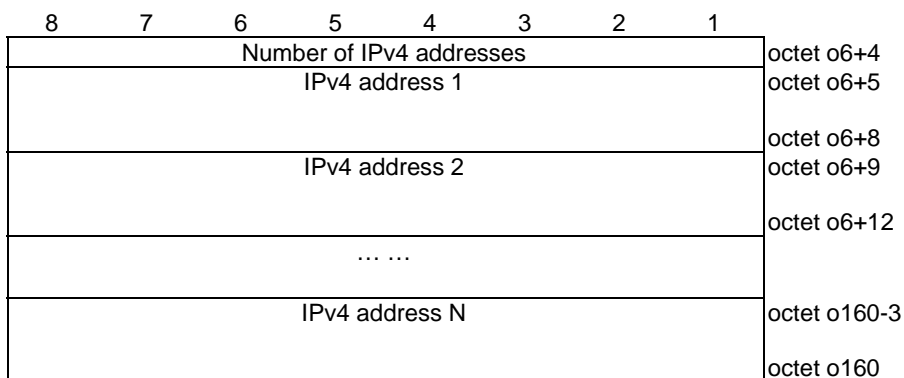 8 7 6 5 4 3 2 1
Number of IPv4 addresses octet o6+4
IPv4 address 1 octet o6+5
octet o6+8
IPv4 address 2 octet o6+9
octet o6+12
… …
IPv4 address N octet o160-3
octet o160